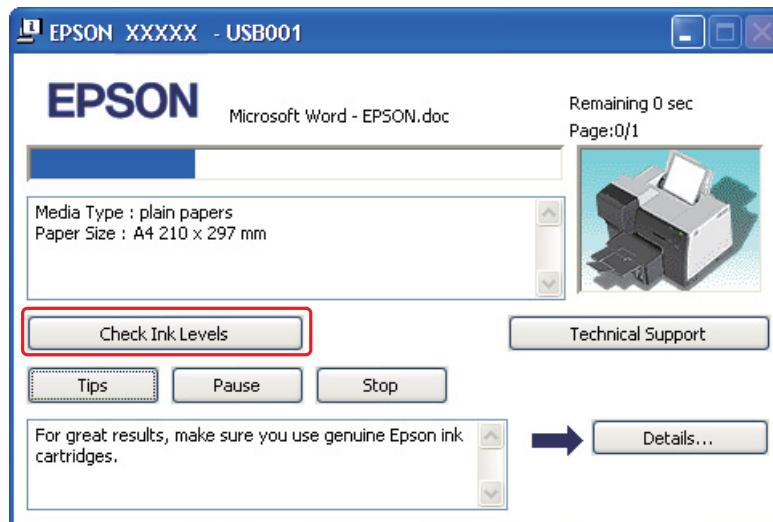 EPSON XXXXX - USB001
EPSON
Microsoft Word - EPSON.doc
Remaining 0 sec
Page:0/1
Media Type : plain papers
Paper Size : A4 210 x 297 mm
Check Ink Levels
Technical Support
Tips
Pause
Stop
For great results, make sure you use genuine Epson ink
cartridges.
Details...